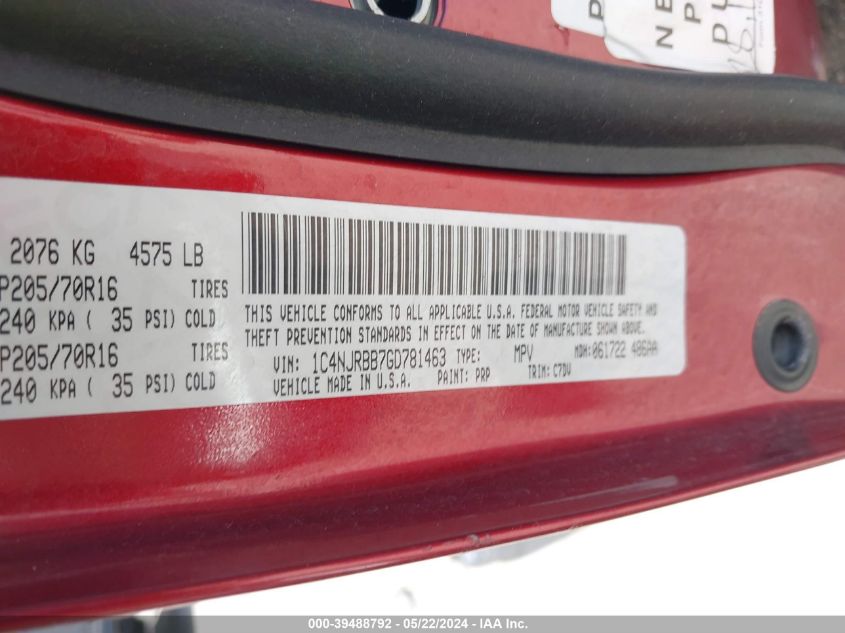 NE
P
P
2076 KG 4575 LB
P205/70R16 TIRES
240 KPA ( 35 PSI) COLD
P205/70R16 TIRES
240 KPA ( 35 PSI) COLD
THIS VEHICLE CONFORMS TO ALL APPLICABLE U.S.A. FEDERAL MOTOR VEHICLE SAFETY AND
THEFT PREVENTION STANDARDS IN EFFECT ON THE DATE OF MANUFACTURE SHOWN ABOVE.
VIN: 1C4NJRBB7GD781463 TYPE: MPV MDH: 061722 486AA
VEHICLE MADE IN U.S.A. PAINT: PRP TRIM: C7DV
000-39488792 - 05/22/2024 - IAA Inc.